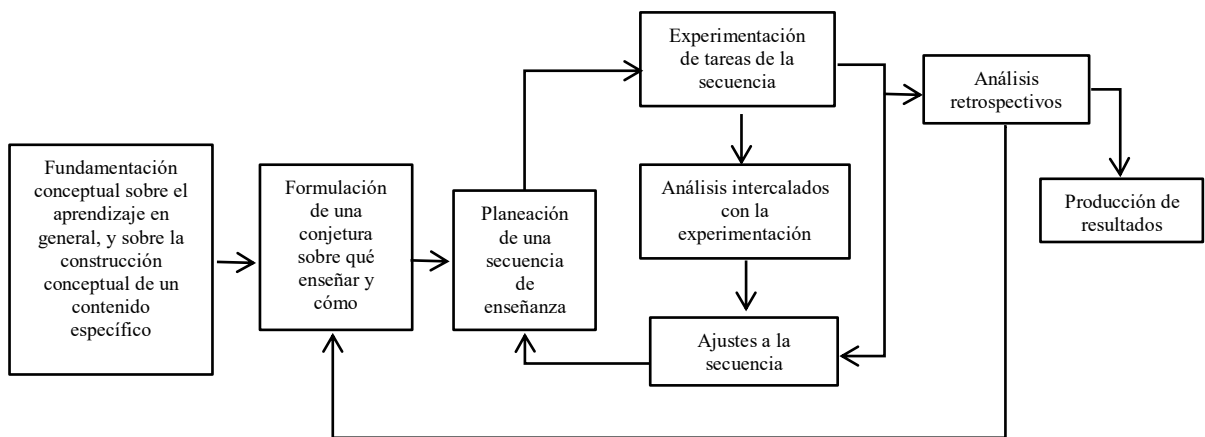 Fundamentación
conceptual sobre el
aprendizaje en
general, y sobre la
construcción
conceptual de un
contenido
específico
Formulación
de una
conjetura
sobre qué
enseñar y
cómo
Planeación
de una
secuencia
de
enseñanza
Experimentación
de tareas de la
secuencia
Análisis intercalados
con la
experimentación
Ajustes a la
secuencia
Análisis
retrospectivos
Producción de
resultados